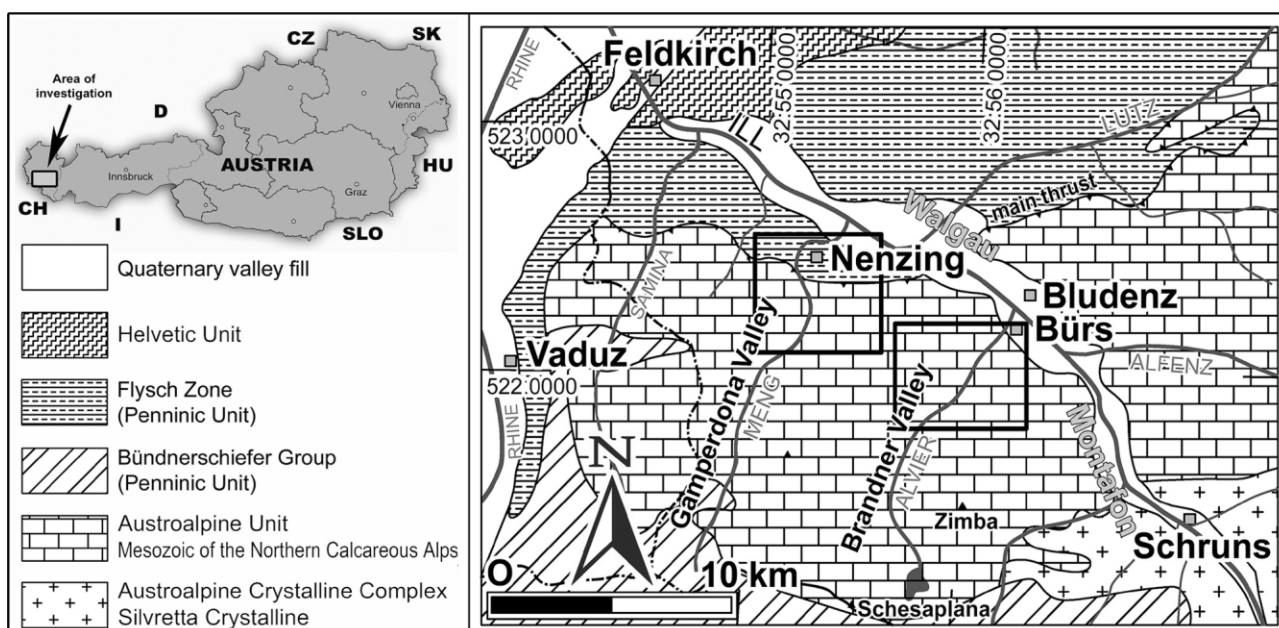 CZ
SK
Area of
investigation
Vienna
D
AUSTRIA
HU
Innsbruck
Graz
CH
I
SLO
Quaternary valley fill
Helvetic Unit
Flysch Zone
(Penninic Unit)
Bündnerschiefer Group
(Penninic Unit)
Austroalpine Unit
Mesozoic of the Northern Calcareous Alps
Austroalpine Crystalline Complex
Silvretta Crystalline
RHINE
Feldkirch
32.55 0000
32.56 0000
523 0000
ILL
LUTZ
Walgau
main thrust
SAMINA
Nenzing
Bludenz
Bürs
Vaduz
522 0000
RHINE
Gamperdona Valley
MENG
Brandner Valley
ALVIER
ALFENZ
Montafon
N
Zimba
Schruns
O
10 km
Schesaplana